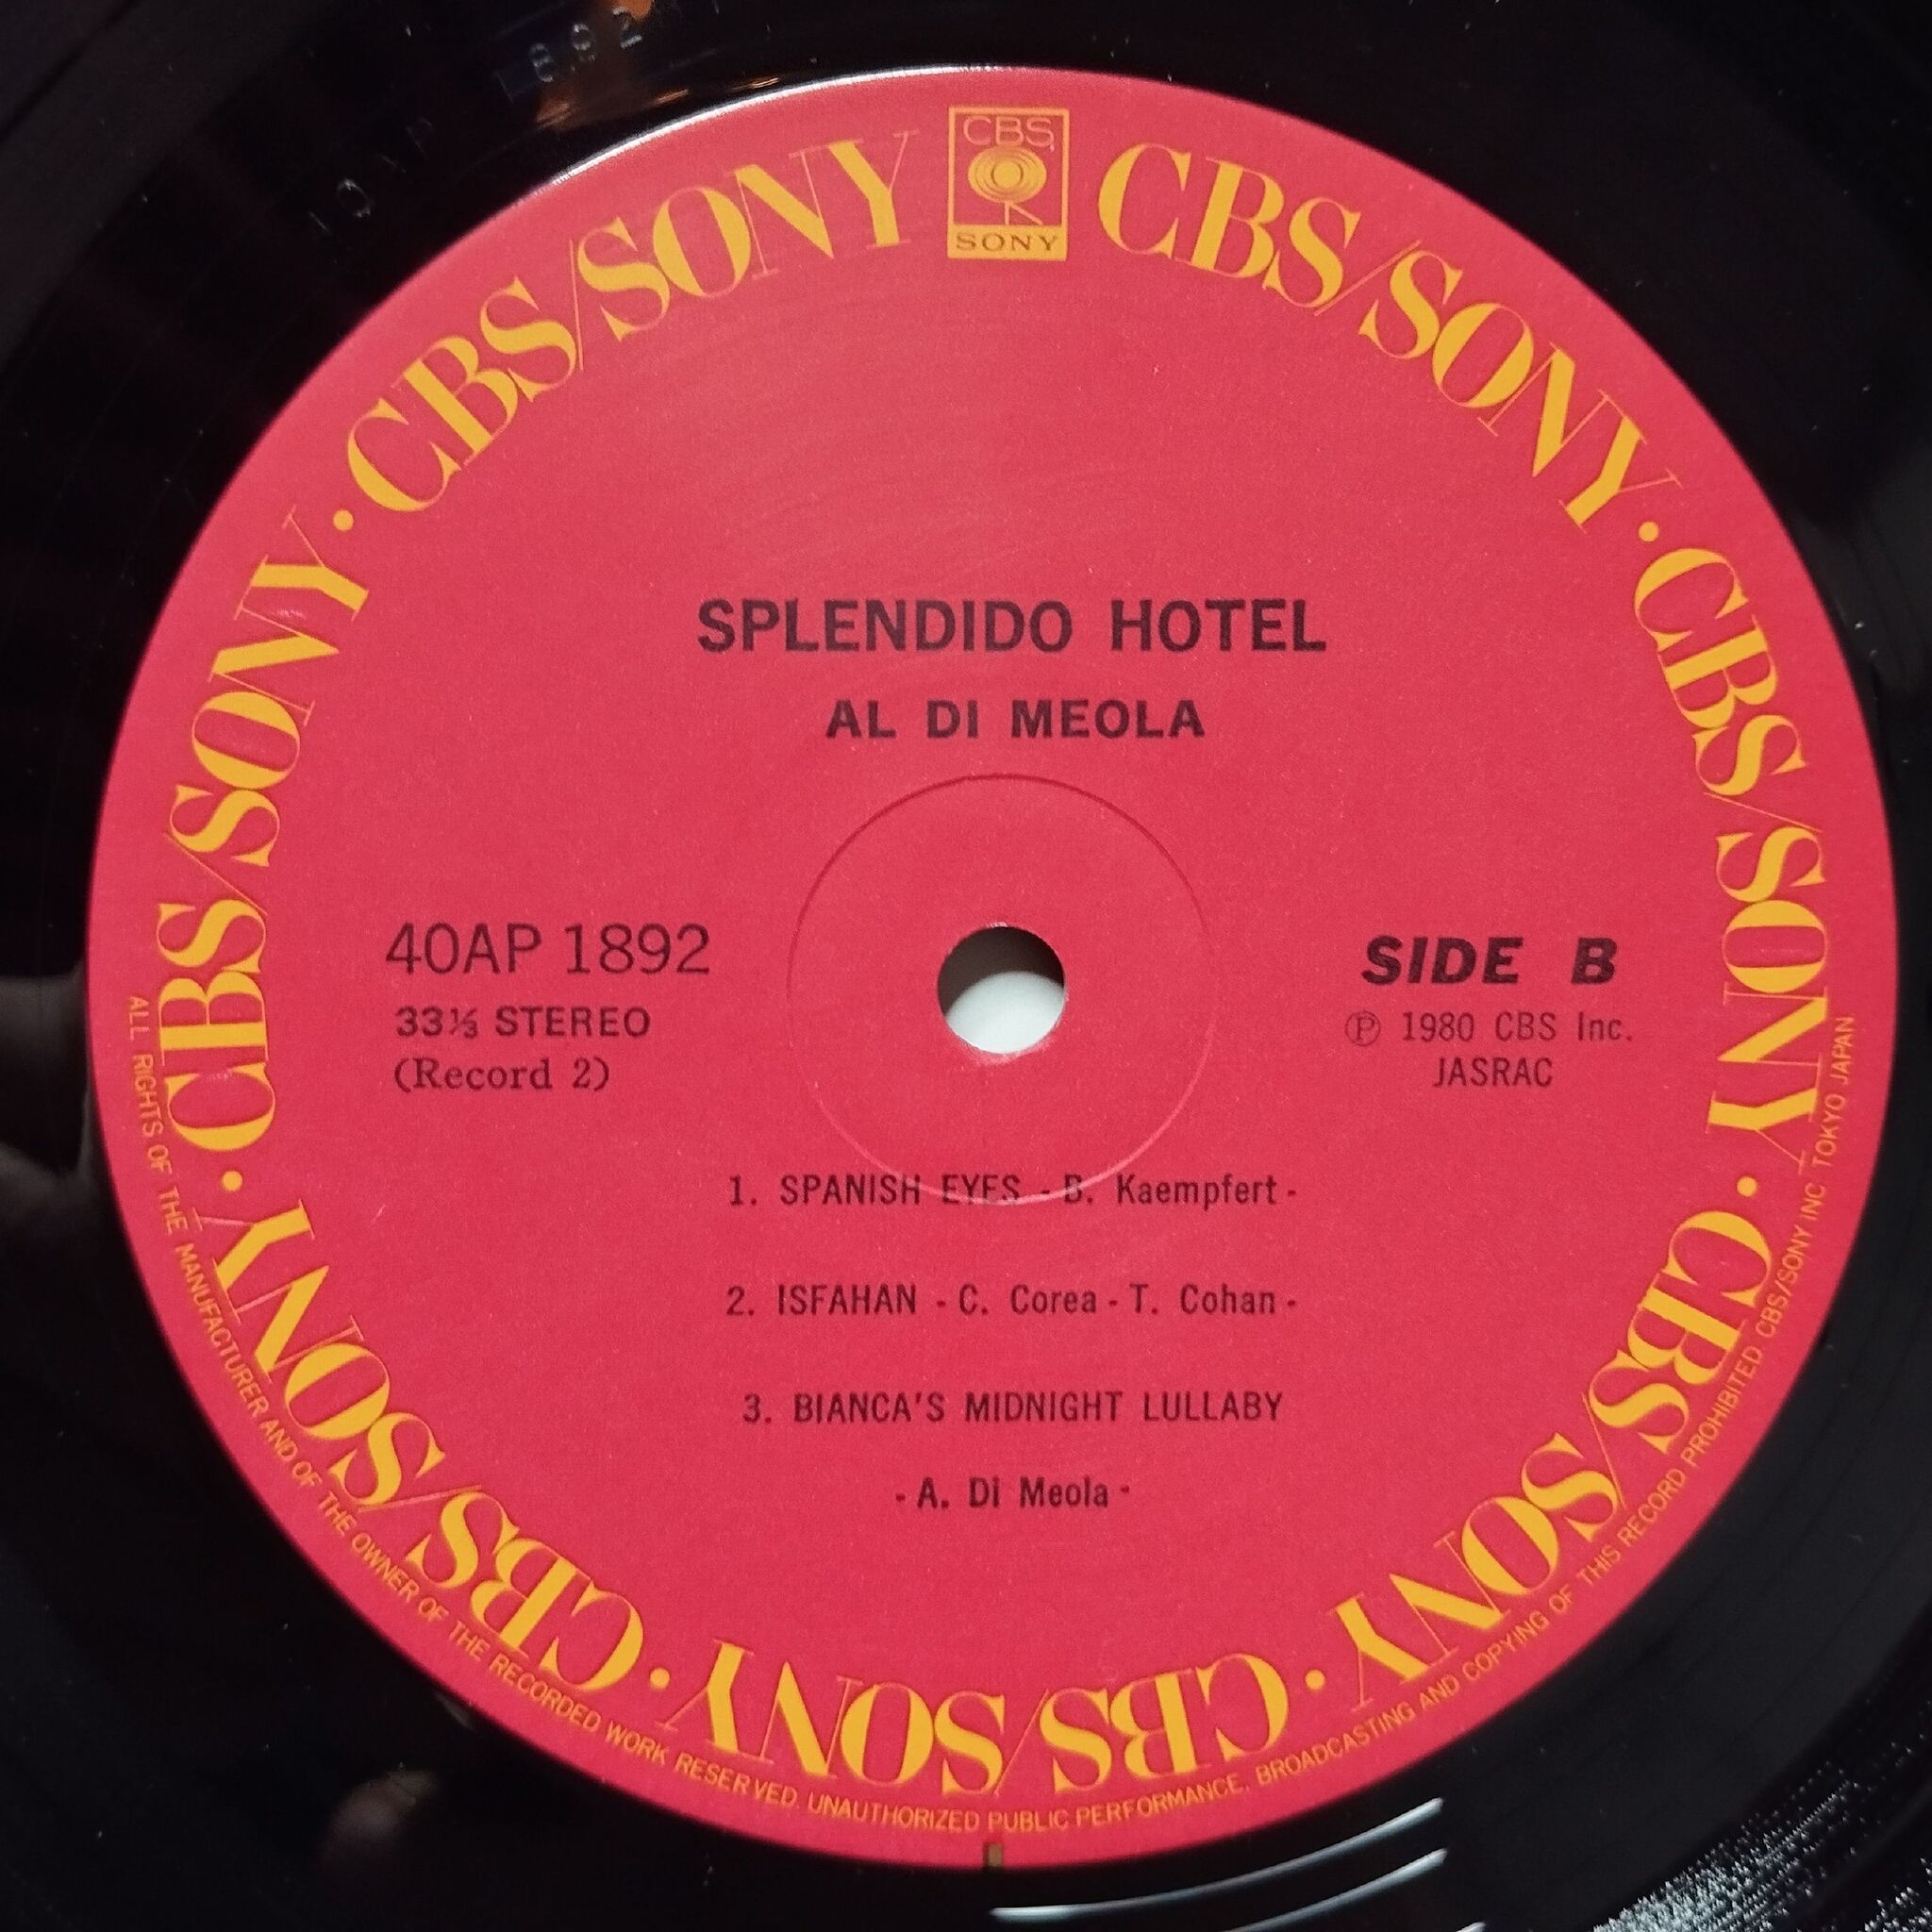 1892
CBS
SONY
CBS/SONY · CBS/SONY · CBS/SONY · CBS/SONY · CBS/SONY · CBS/SONY · CBS/SONY
SPLENDIDO HOTEL
AL DI MEOLA
40AP 1892
33⅓ STEREO
(Record 2)
SIDE B
Ⓟ 1980 CBS Inc.
JASRAC
1. SPANISH EYES - B. Kaempfert -
2. ISFAHAN - C. Corea - T. Cohan -
3. BIANCA'S MIDNIGHT LULLABY
- A. Di Meola -
ALL RIGHTS OF THE MANUFACTURER AND OF THE OWNER OF THE RECORDED WORK RESERVED. UNAUTHORIZED PUBLIC PERFORMANCE, BROADCASTING AND COPYING OF THIS RECORD PROHIBITED. CBS/SONY INC. TOKYO JAPAN